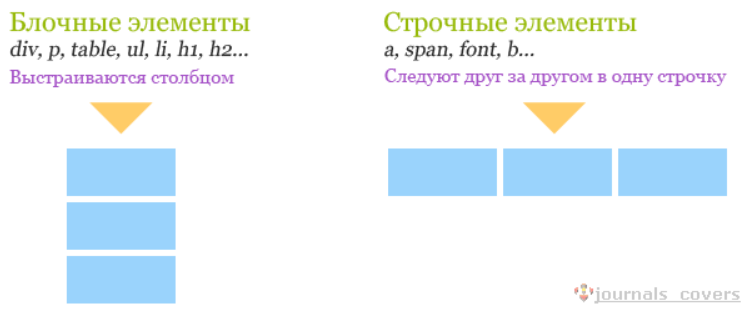 Блочные элементы
div, p, table, ul, li, h1, h2...
Выстраиваются столбцом
Строчные элементы
a, span, font, b...
Следуют друг за другом в одну строчку
journals_covers